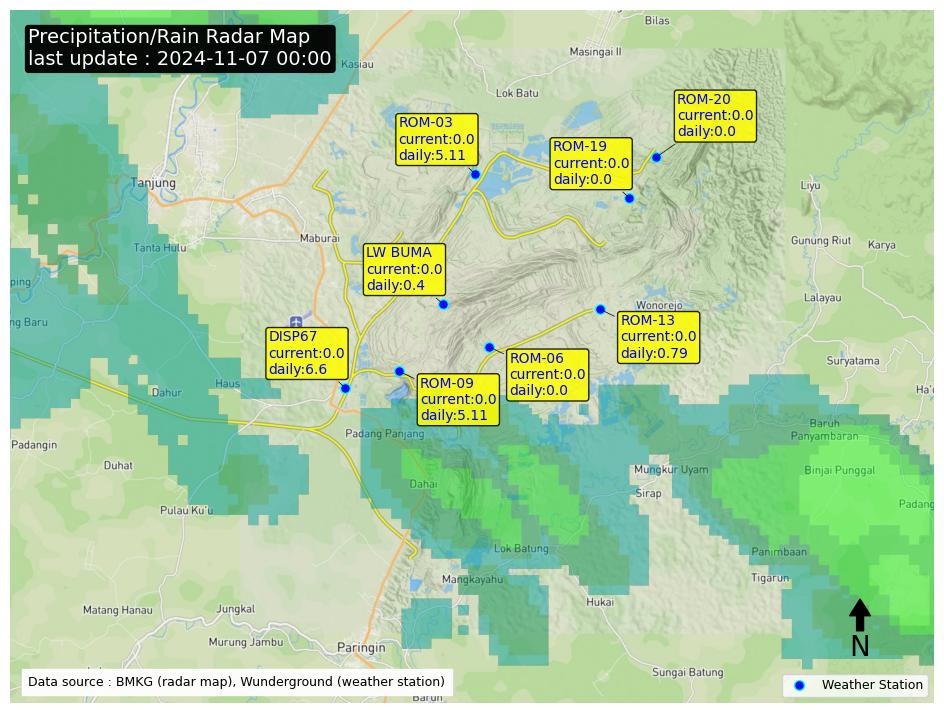 Precipitation/Rain Radar Map
last update : 2024-11-07 00:00
Bilas
Masingai II
Kasiau
Lok Batu
ROM-20
current:0.0
daily:0.0
ROM-03
current:0.0
daily:5.11
ROM-19
current:0.0
daily:0.0
Tanjung
Liyu
Maburai
Tanta Hulu
Gunung Riut
Karya
LW BUMA
current:0.0
daily:0.4
ping
Lalayau
Wonorejo
ng Baru
ROM-13
current:0.0
daily:0.79
DISP67
current:0.0
daily:6.6
ROM-06
current:0.0
daily:0.0
Suryatama
Haus
Dahur
Ha'o
ROM-09
current:0.0
daily:5.11
Baruh
Panyambaran
Padang Panjang
Padangin
Duhat
Mungkur Uyam
Binjai Punggal
Dahai
Sirap
Padang
Pulau Ku'u
Lok Batung
Panimbaan
Mangkayahu
Tigarun
Hukai
Matang Hanau
Jungkal
Murung Jambu
Paringin
N
Sungai Batung
Data source : BMKG (radar map), Wunderground (weather station)
Weather Station
Barun